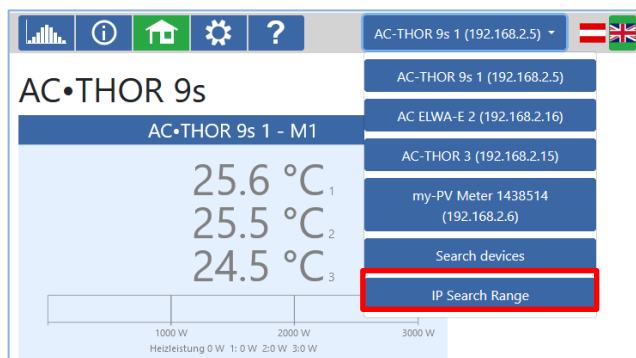 ?
AC-THOR 9s 1 (192.168.2.5)
AC•THOR 9s
AC•THOR 9s 1 - M1
25.6 °C 1
25.5 °C 2
24.5 °C 3
1000 W 2000 W 3000 W
Heizleistung 0 W 1: 0 W 2:0 W 3:0 W
AC-THOR 9s 1 (192.168.2.5)
AC ELWA-E 2 (192.168.2.16)
AC-THOR 3 (192.168.2.15)
my-PV Meter 1438514
(192.168.2.6)
Search devices
IP Search Range